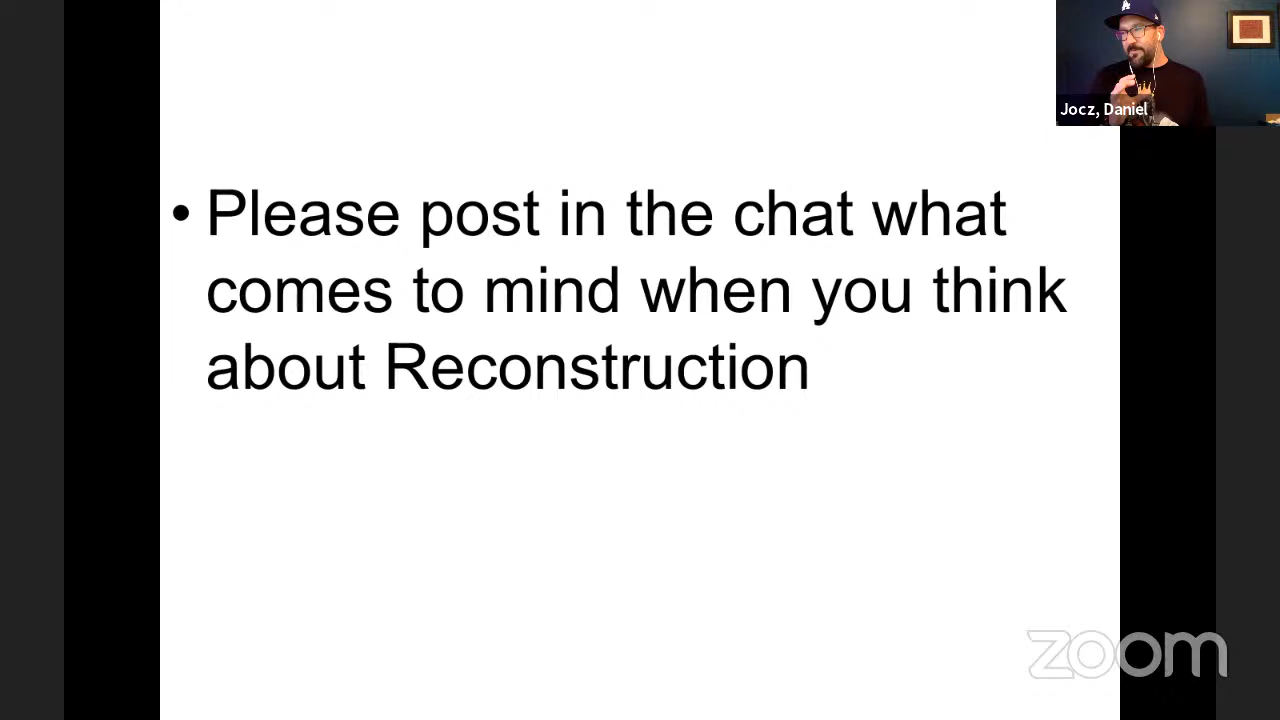 Jocz, Daniel
• Please post in the chat what
comes to mind when you think
about Reconstruction
zoom